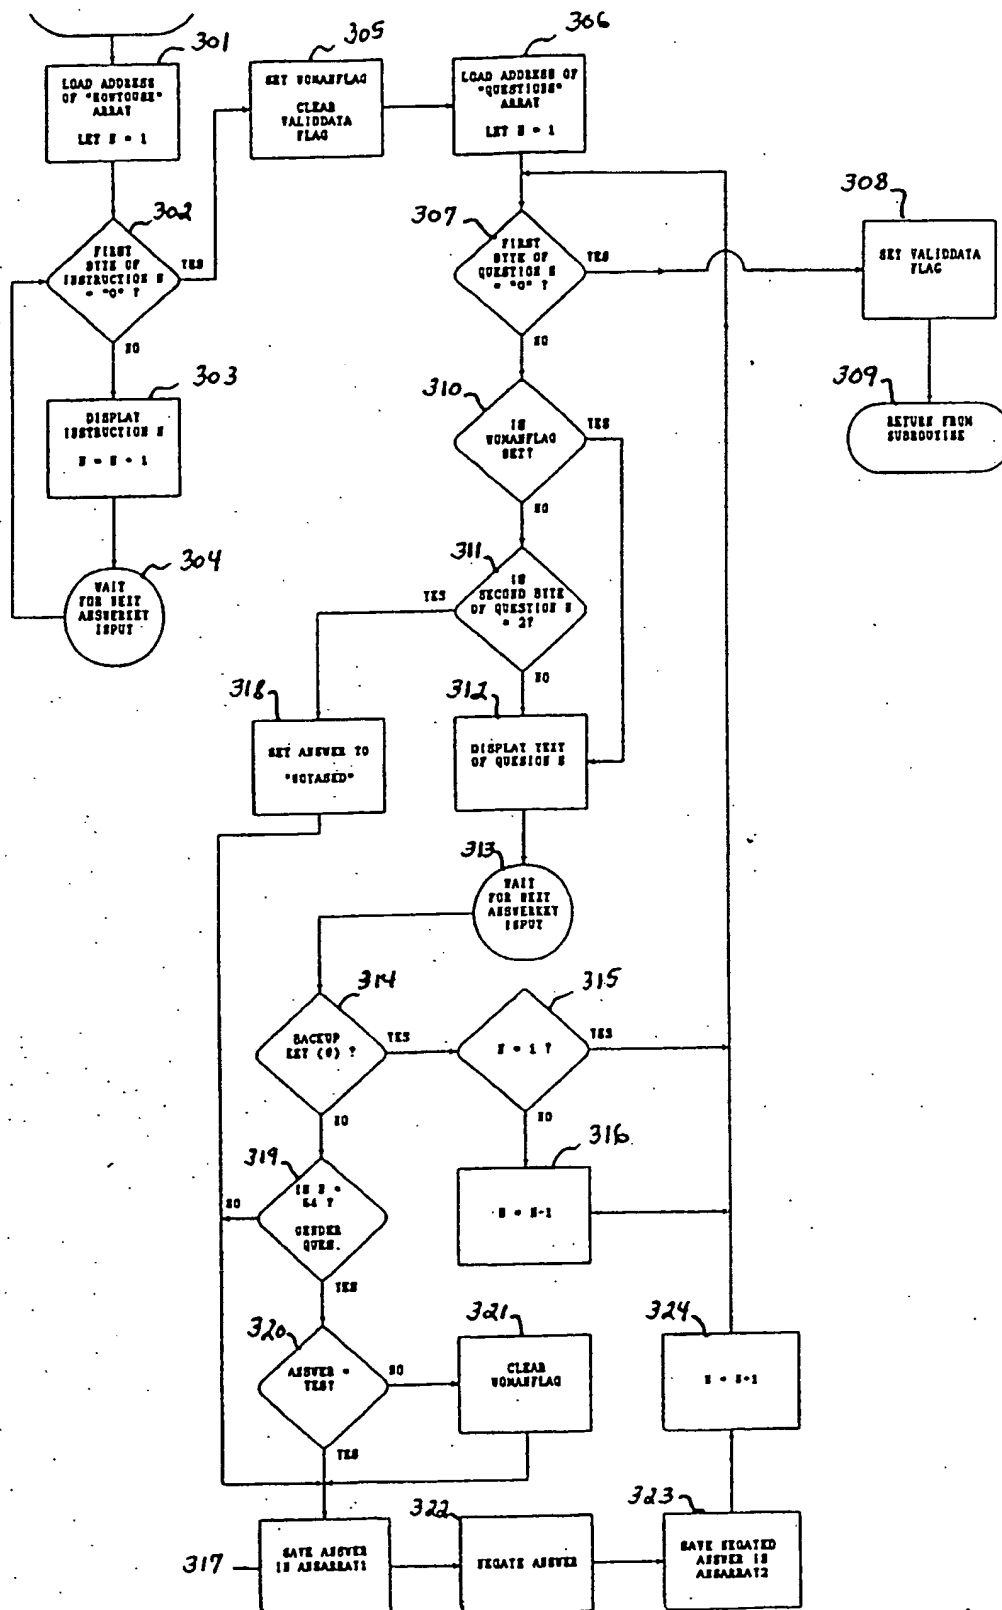 301
LOAD ADDRESS
OF "HOWTOUSE"
ARRAY
LET N = 1
302
FIRST
BYTE OF
INSTRUCTION N
= "0" ?
YES
NO
303
DISPLAY
INSTRUCTION N
N = N + 1
304
WAIT
FOR NEXT
ANSWERKEY
INPUT
305
SET WOMANFLAG
CLEAR
VALIDDATA
FLAG
306
LOAD ADDRESS OF
"QUESTIONS"
ARRAY
LET N = 1
307
FIRST
BYTE OF
QUESTION N
= "0" ?
YES
NO
308
SET VALIDDATA
FLAG
309
RETURN FROM
SUBROUTINE
310
IS
WOMANFLAG
SET?
YES
NO
311
IS
SECOND BYTE
OF QUESTION N
= 2?
YES
NO
312
DISPLAY TEXT
OF QUESION N
318
SET ANSWER TO
"NOTASED"
313
WAIT
FOR NEXT
ANSWERKEY
INPUT
314
BACKUP
KEY (#) ?
YES
NO
315
N = 1 ?
YES
NO
316
N = N-1
319
IS N =
64 ?
GENDER
QUES.
NO
YES
320
ANSWER =
YES?
NO
YES
321
CLEAR
WOMANFLAG
324
N = N+1
317
SAVE ANSWER
IN ANSARRAY1
322
NEGATE ANSWER
323
SAVE NEGATED
ANSWER IN
ANSARRAY2